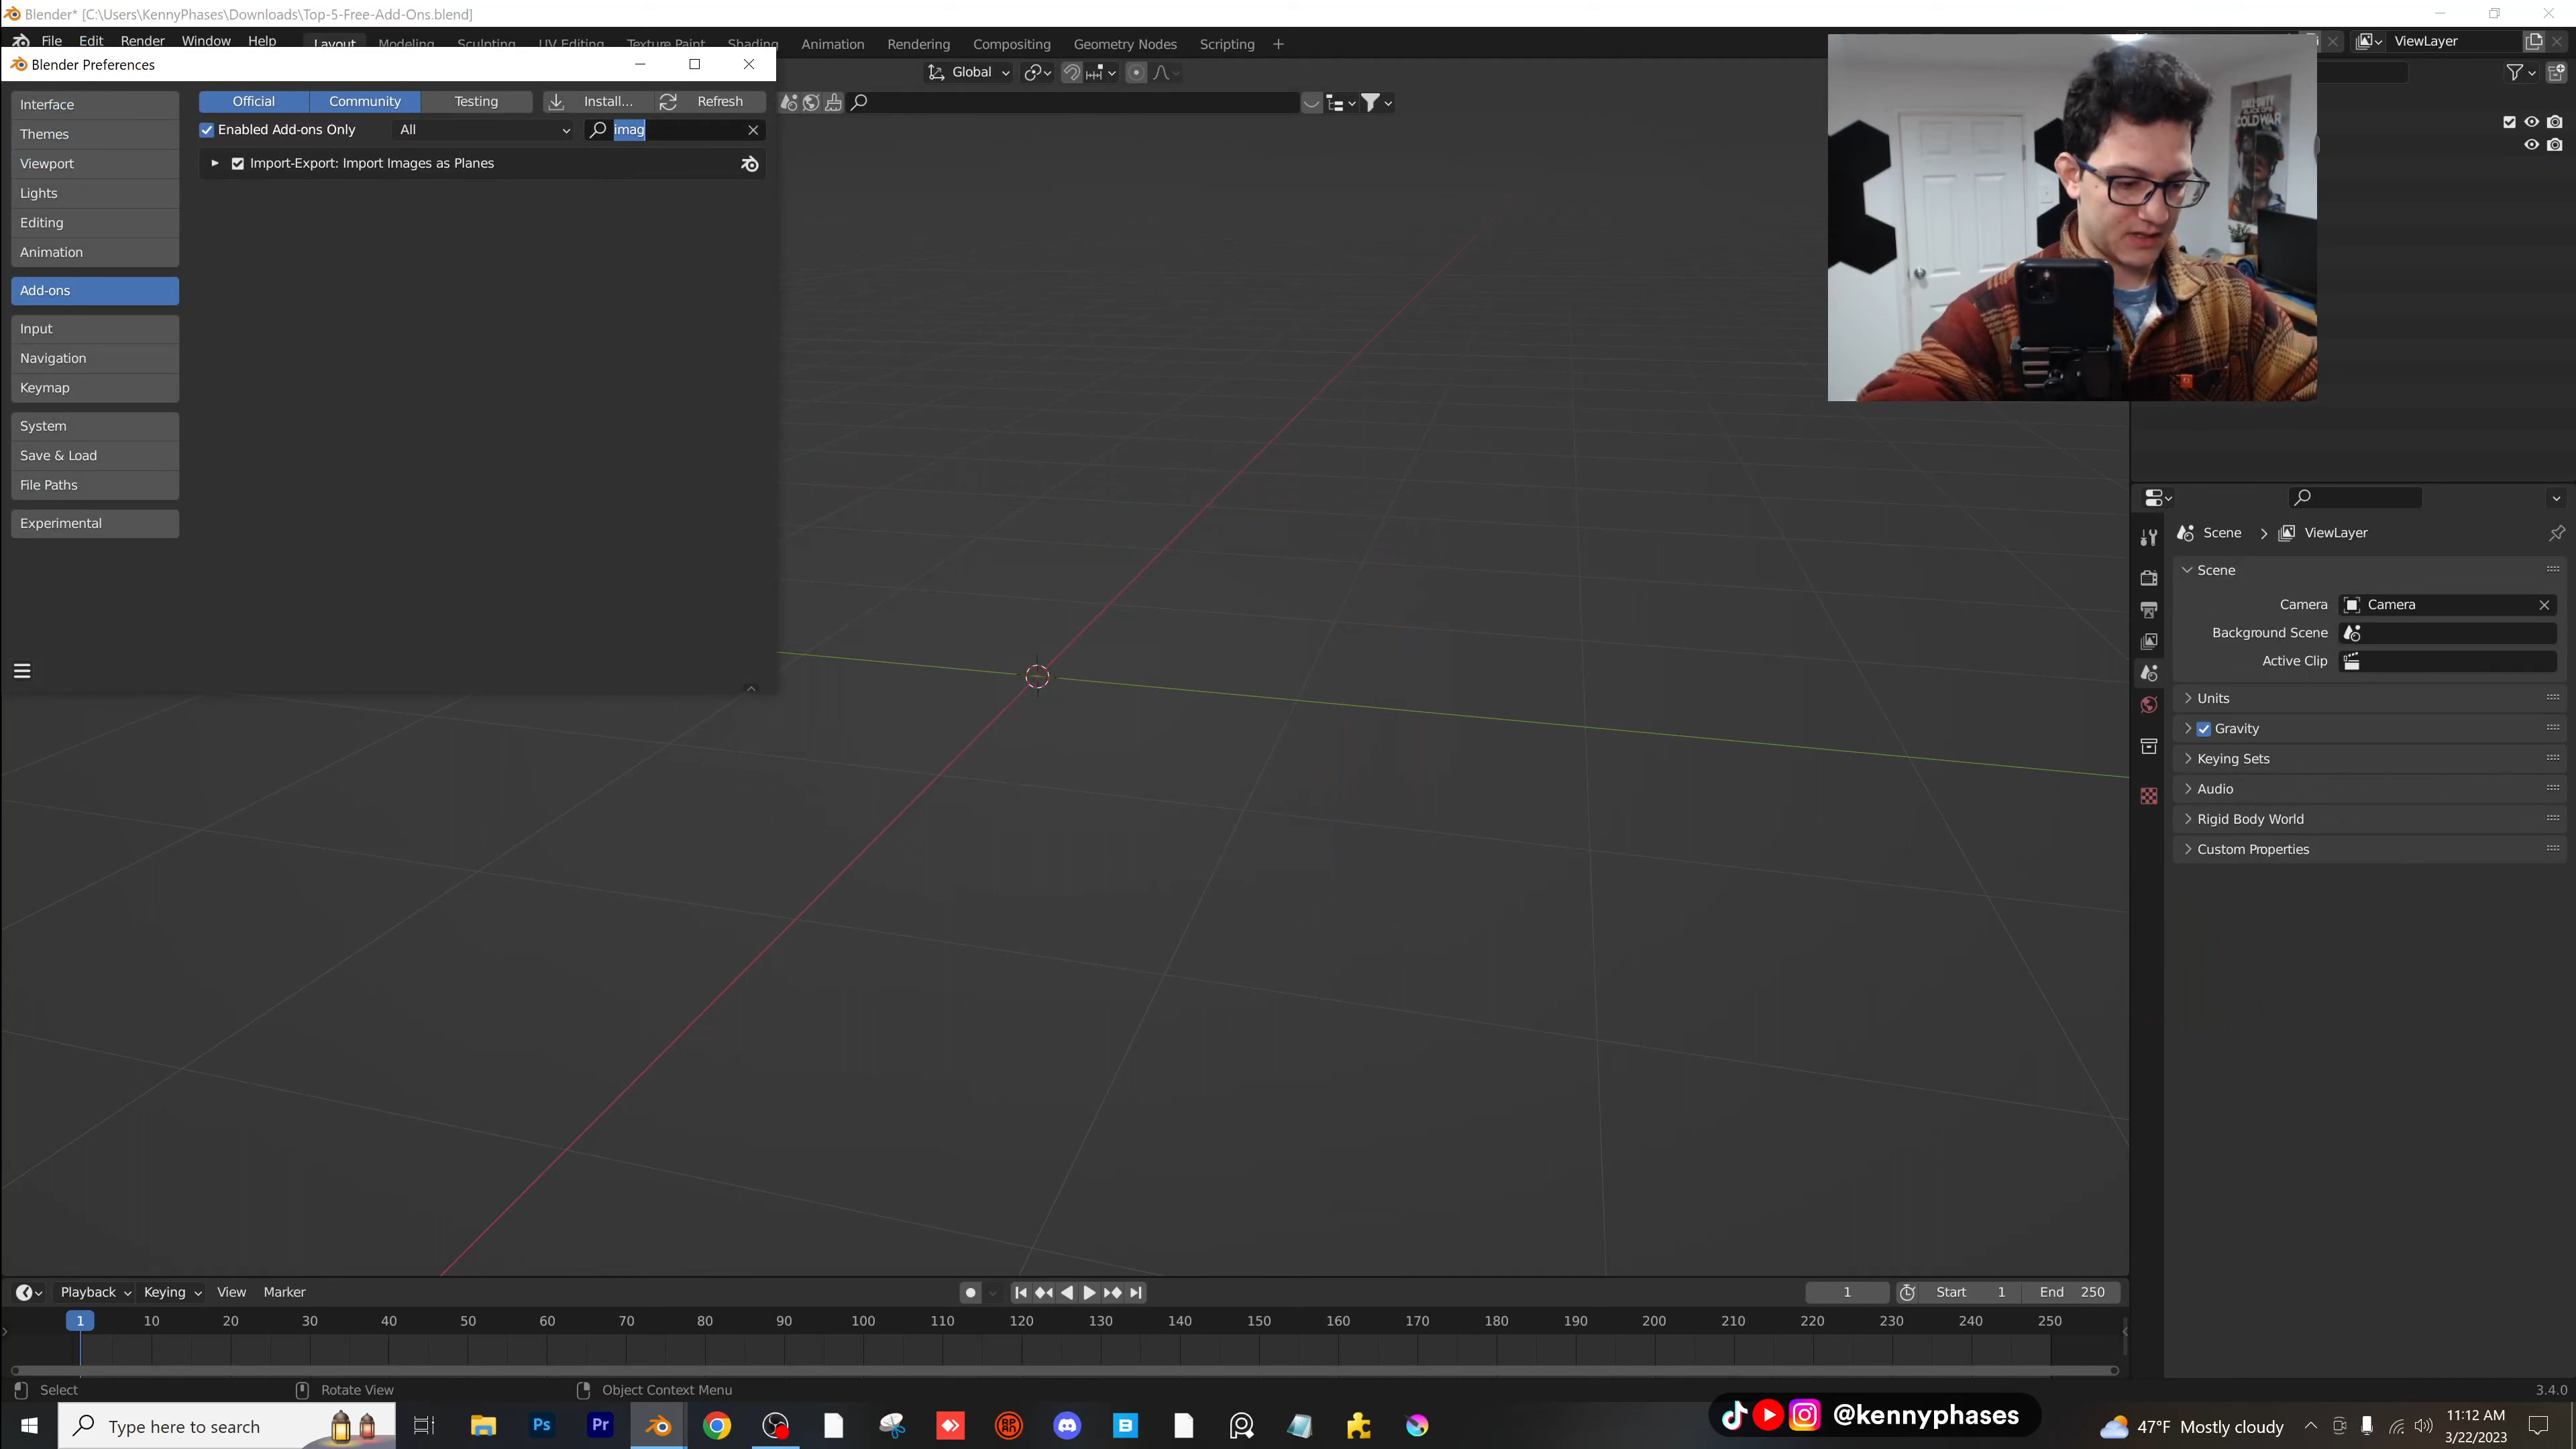 Blender* [C:\Users\KennyPhases\Downloads\Top-5-Free-Add-Ons.blend]
File Edit Render Window Help Layout Modeling Sculpting UV Editing Texture Paint Shading Animation Rendering Compositing Geometry Nodes Scripting + ViewLayer
Blender Preferences
Global
Interface
Themes
Viewport
Lights
Editing
Animation
Add-ons
Input
Navigation
Keymap
System
Save & Load
File Paths
Experimental
Official Community Testing Install... Refresh
Enabled Add-ons Only All imag
Import-Export: Import Images as Planes
CALL OF DUTY
COLD WAR
Scene > ViewLayer
Scene
Camera Camera
Background Scene
Active Clip
Units
Gravity
Keying Sets
Audio
Rigid Body World
Custom Properties
Playback Keying View Marker 1 Start 1 End 250
1 10 20 30 40 50 60 70 80 90 100 110 120 130 140 150 160 170 180 190 200 210 220 230 240 250
Select Rotate View Object Context Menu 3.4.0
Type here to search Ps Pr B @kennyphases 47°F Mostly cloudy 11:12 AM
3/22/2023